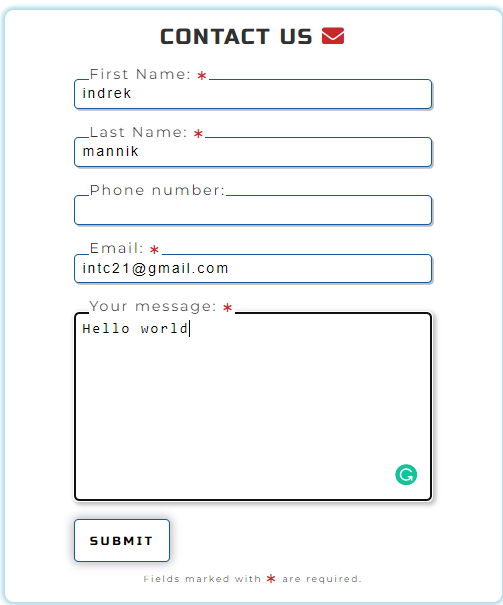 CONTACT US
First Name: *
indrek
Last Name: *
mannik
Phone number:
Email: *
intc21@gmail.com
Your message: *
Hello world
SUBMIT
Fields marked with * are required.